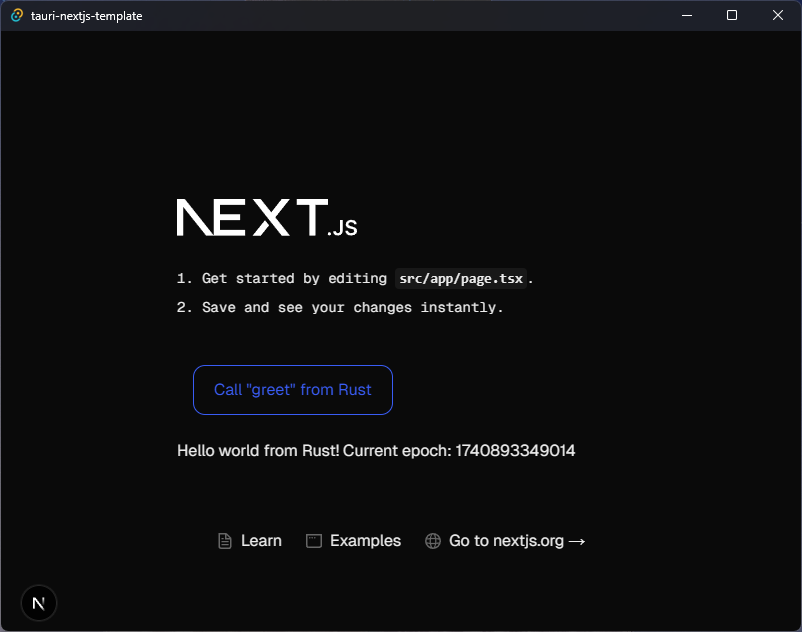 tauri-nextjs-template
NEXT.JS
1. Get started by editing src/app/page.tsx.
2. Save and see your changes instantly.
Call "greet" from Rust
Hello world from Rust! Current epoch: 1740893349014
Learn Examples Go to nextjs.org →
N